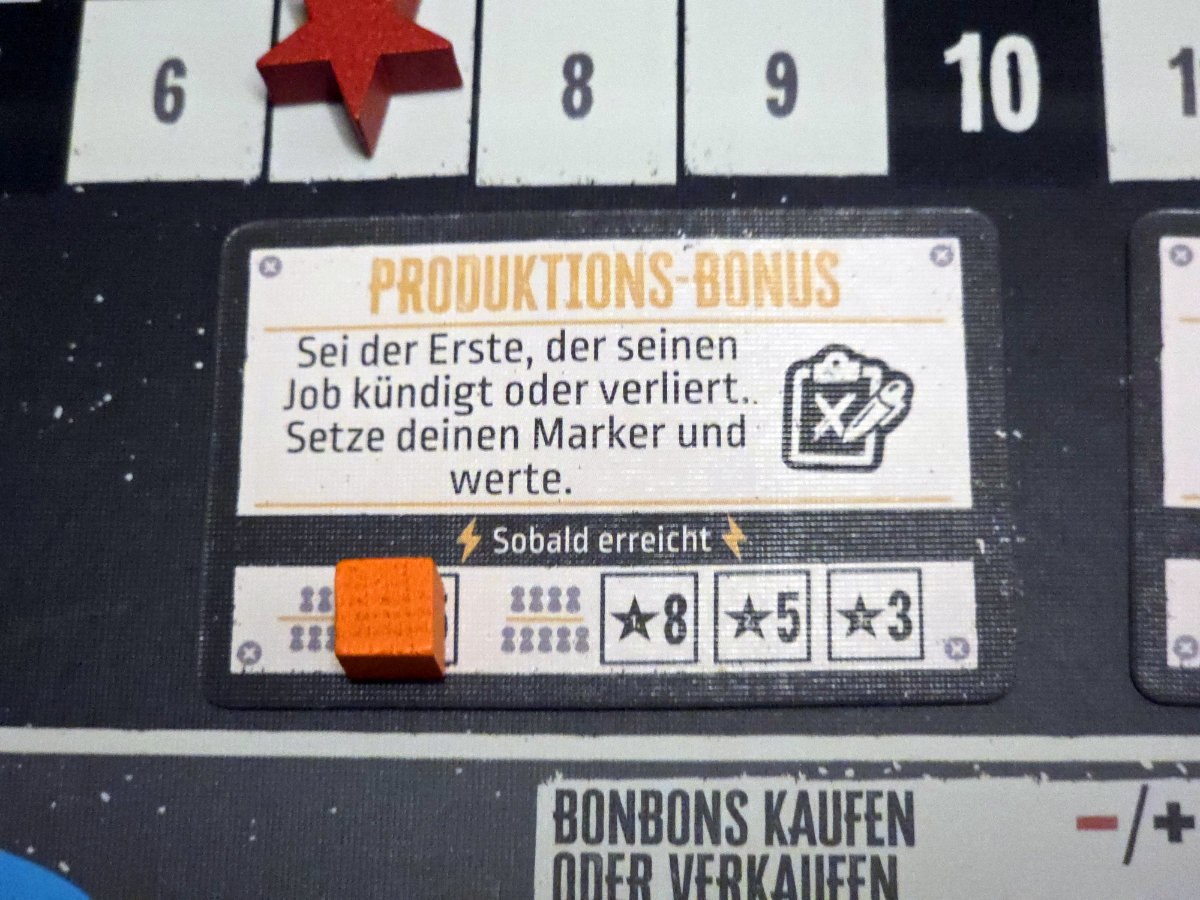 6 8 9 10
PRODUKTIONS-BONUS
Sei der Erste, der seinen
Job kündigt oder verliert..
Setze deinen Marker und
werte.
Sobald erreicht
8 5 3
BONBONS KAUFEN
ODER VERKAUFEN
-/+